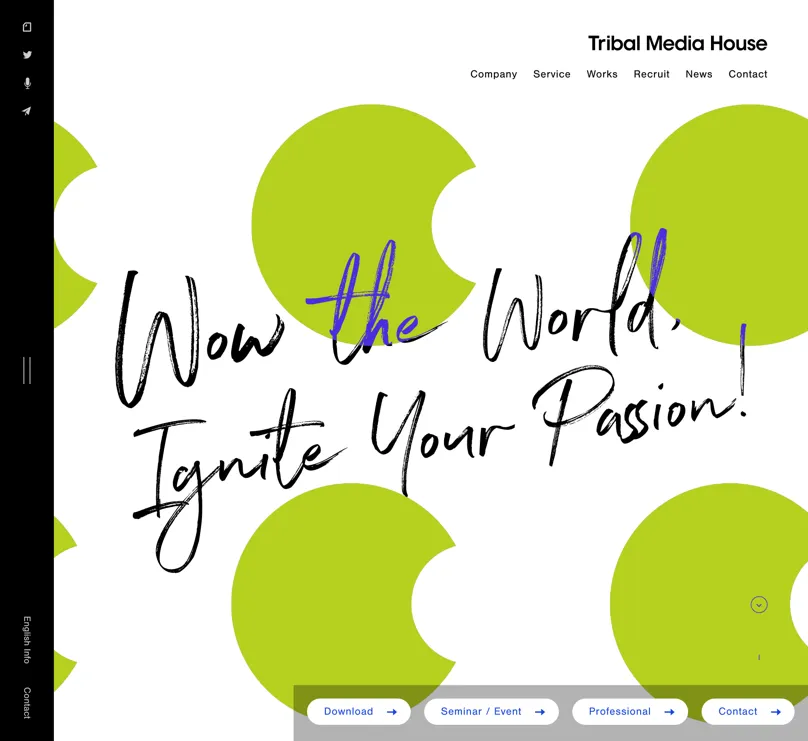 Tribal Media House
Company Service Works Recruit News Contact
Wow the World,
Ignite Your Passion!
English Info
Contact
Download Seminar / Event Professional Contact